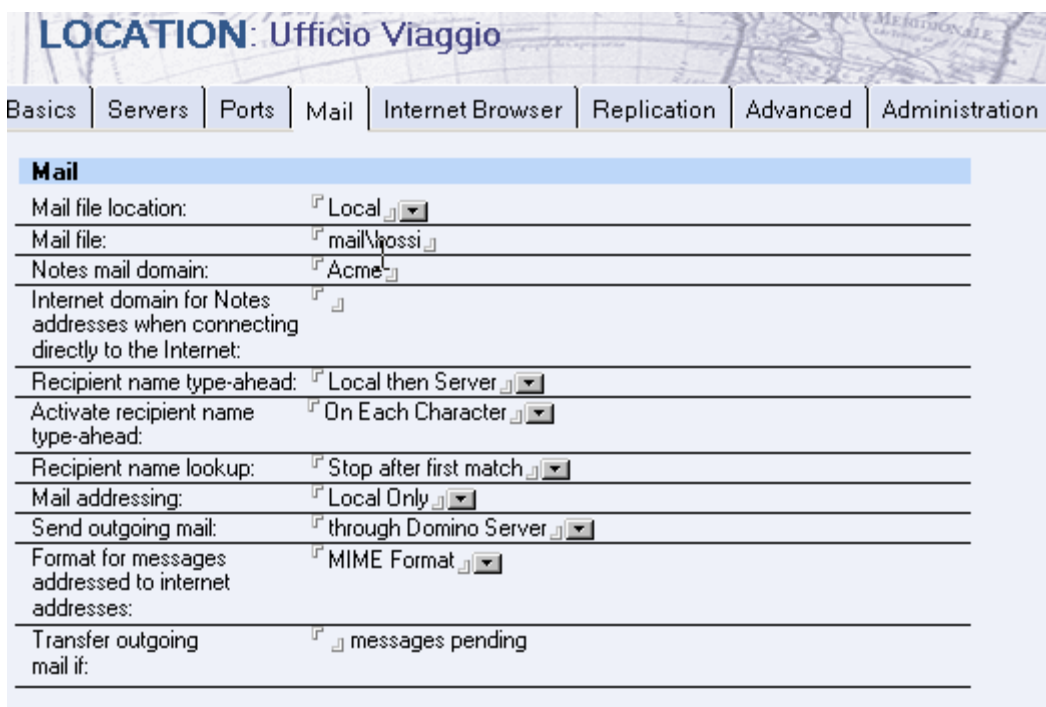 LOCATION: Ufficio Viaggio
Basics Servers Ports Mail Internet Browser Replication Advanced Administration
Mail
Mail file location: Local
Mail file:
Notes mail domain: Acme
Internet domain for Notes
addresses when connecting
directly to the Internet:
Recipient name type-ahead: Local then Server
Activate recipient name On Each Character
type-ahead:
Recipient name lookup: Stop after first match
Mail addressing: Local Only
Send outgoing mail: through Domino Server
Format for messages MIME Format
addressed to internet
addresses:
Transfer outgoing messages pending
mail if: